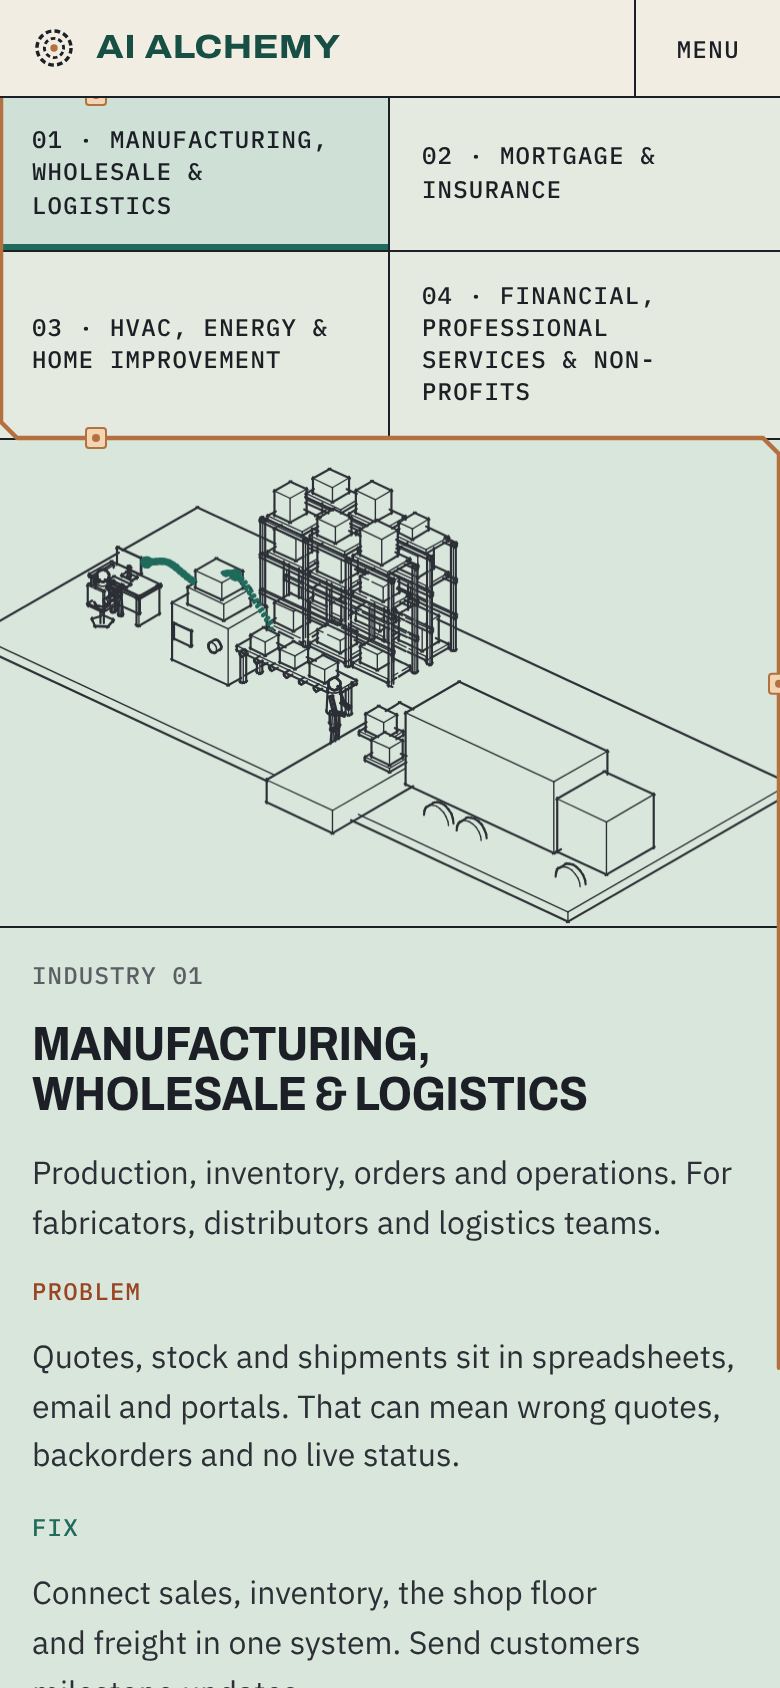 AI ALCHEMY
MENU
01 · MANUFACTURING,
WHOLESALE &
LOGISTICS
02 · MORTGAGE &
INSURANCE
03 · HVAC, ENERGY &
HOME IMPROVEMENT
04 · FINANCIAL,
PROFESSIONAL
SERVICES & NON-
PROFITS
INDUSTRY 01
MANUFACTURING,
WHOLESALE & LOGISTICS
Production, inventory, orders and operations. For
fabricators, distributors and logistics teams.
PROBLEM
Quotes, stock and shipments sit in spreadsheets,
email and portals. That can mean wrong quotes,
backorders and no live status.
FIX
Connect sales, inventory, the shop floor
and freight in one system. Send customers